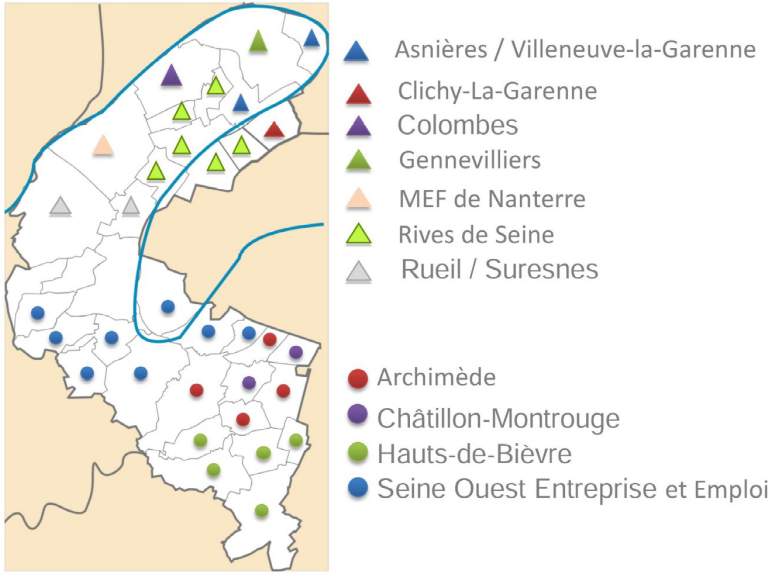 Asnières / Villeneuve-la-Garenne
Clichy-La-Garenne
Colombes
Gennevilliers
MEF de Nanterre
Rives de Seine
Rueil / Suresnes
Archimède
Châtillon-Montrouge
Hauts-de-Bièvre
Seine Ouest Entreprise et Emploi